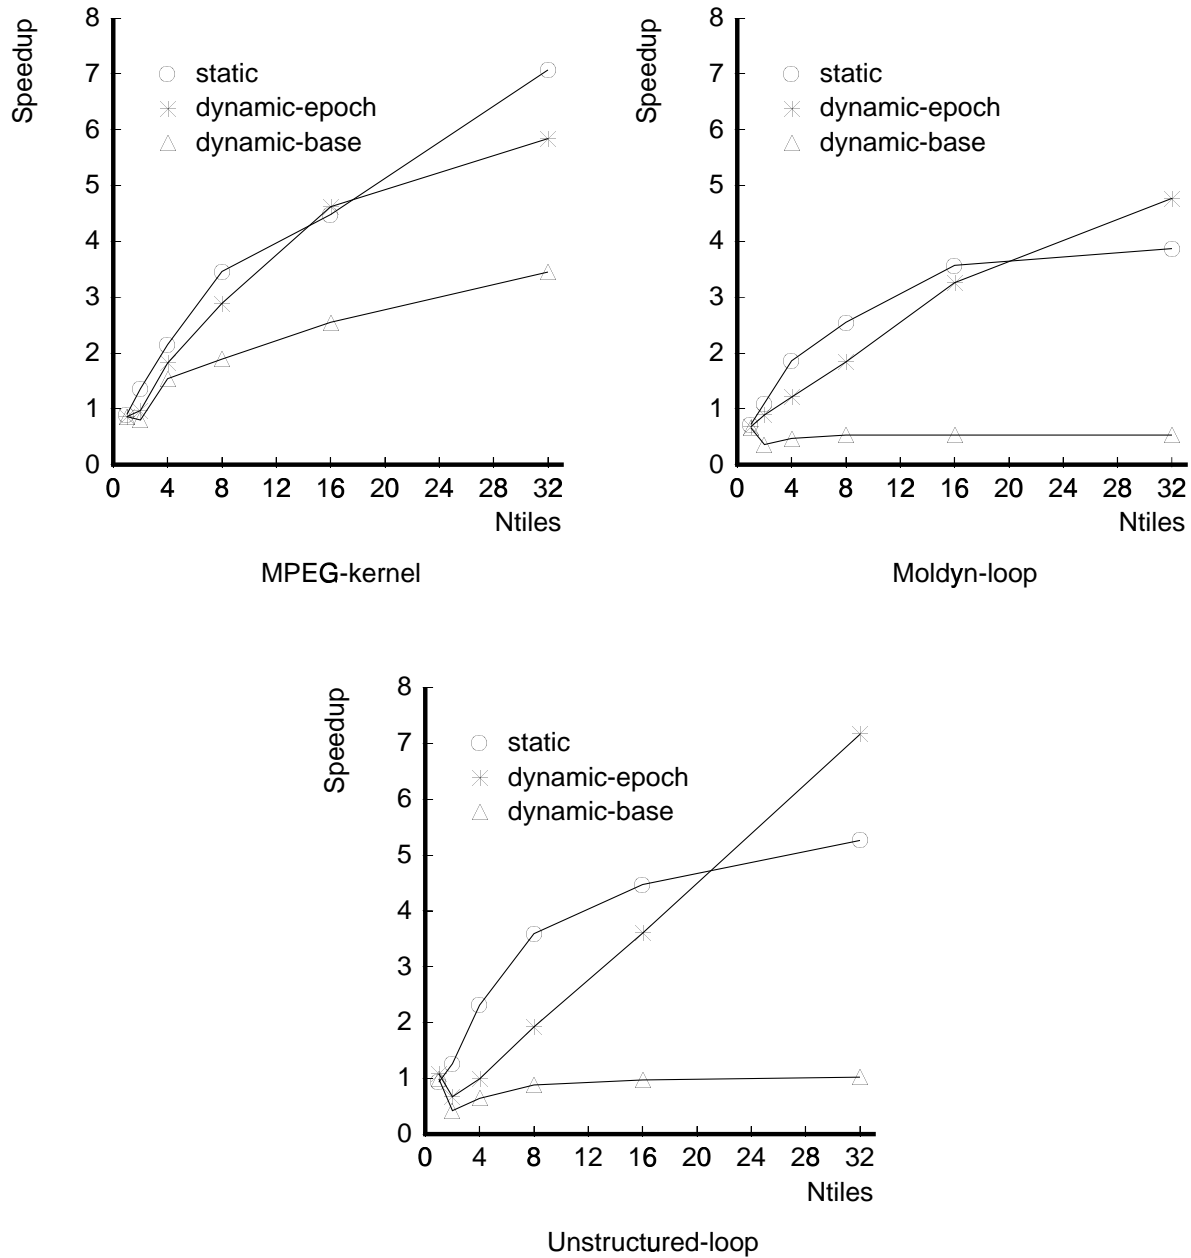 Speedup
8
7
6
5
4
3
2
1
0
static
dynamic-epoch
dynamic-base
0 4 8 12 16 20 24 28 32
Ntiles
MPEG-kernel
Speedup
8
7
6
5
4
3
2
1
0
static
dynamic-epoch
dynamic-base
0 4 8 12 16 20 24 28 32
Ntiles
Moldyn-loop
Speedup
8
7
6
5
4
3
2
1
0
static
dynamic-epoch
dynamic-base
0 4 8 12 16 20 24 28 32
Ntiles
Unstructured-loop